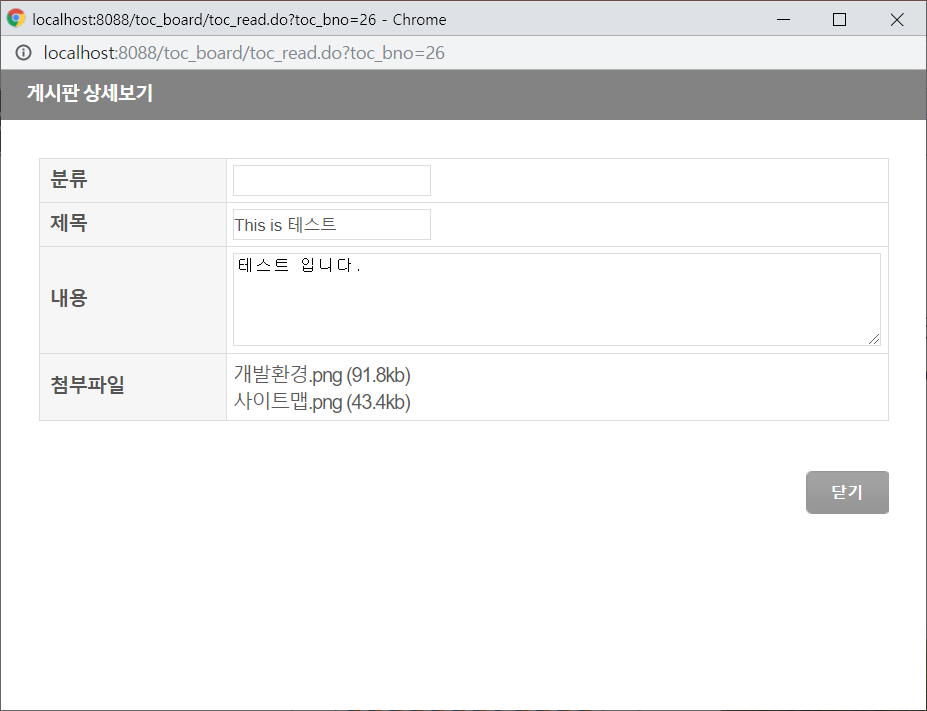 localhost:8088/toc_board/toc_read.do?toc_bno=26 - Chrome
localhost:8088/toc_board/toc_read.do?toc_bno=26
게시판 상세보기
분류
제목 This is 테스트
내용 테스트 입니다.
첨부파일 개발환경.png (91.8kb)
사이트맵.png (43.4kb)
닫기